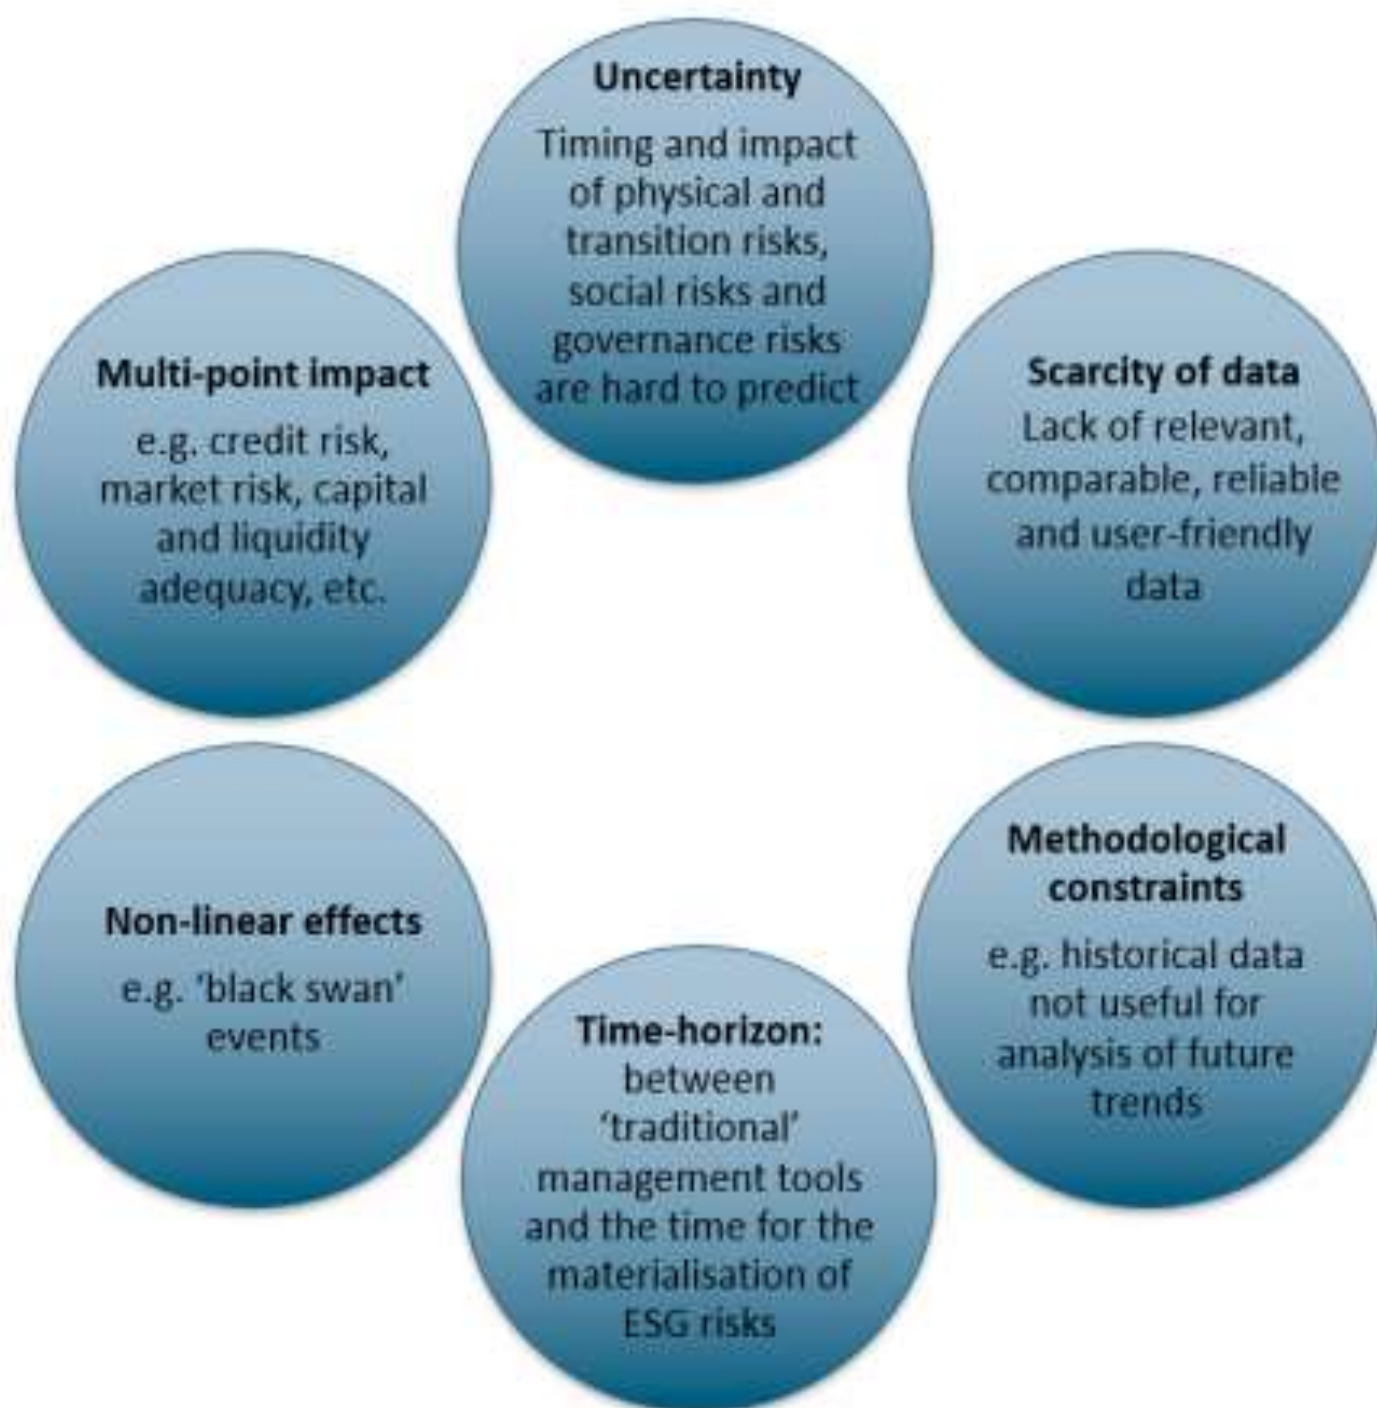 Uncertainty
Timing and impact
of physical and
transition risks,
social risks and
governance risks
are hard to predict
Scarcity of data
Lack of relevant,
comparable, reliable
and user-friendly
data
Methodological
constraints
e.g. historical data
not useful for
analysis of future
trends
Time-horizon:
between
‘traditional’
management tools
and the time for the
materialisation of
ESG risks
Non-linear effects
e.g. ‘black swan’
events
Multi-point impact
e.g. credit risk,
market risk, capital
and liquidity
adequacy, etc.